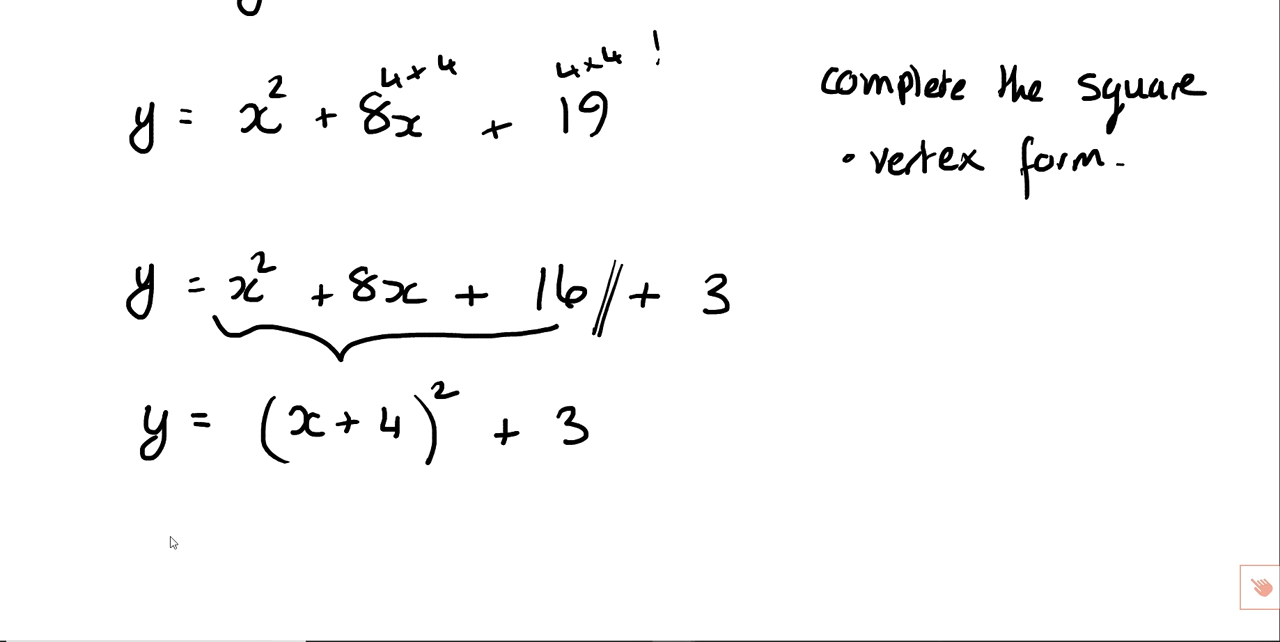 4+4 4×4 !
y = x² + 8x + 19
complete the square
• vertex form.
y = x² + 8x + 16 // + 3
y = (x + 4)² + 3